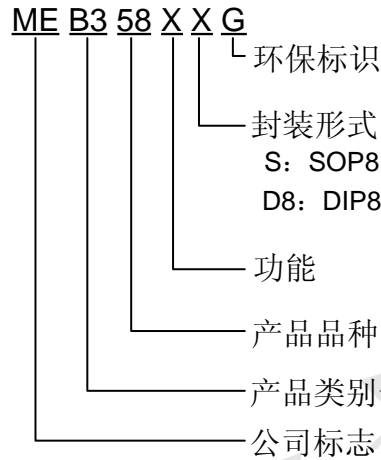 ME B3 58 X X G
环保标识
封装形式
S：SOP8
D8：DIP8
功能
产品品种
产品类别
公司标志